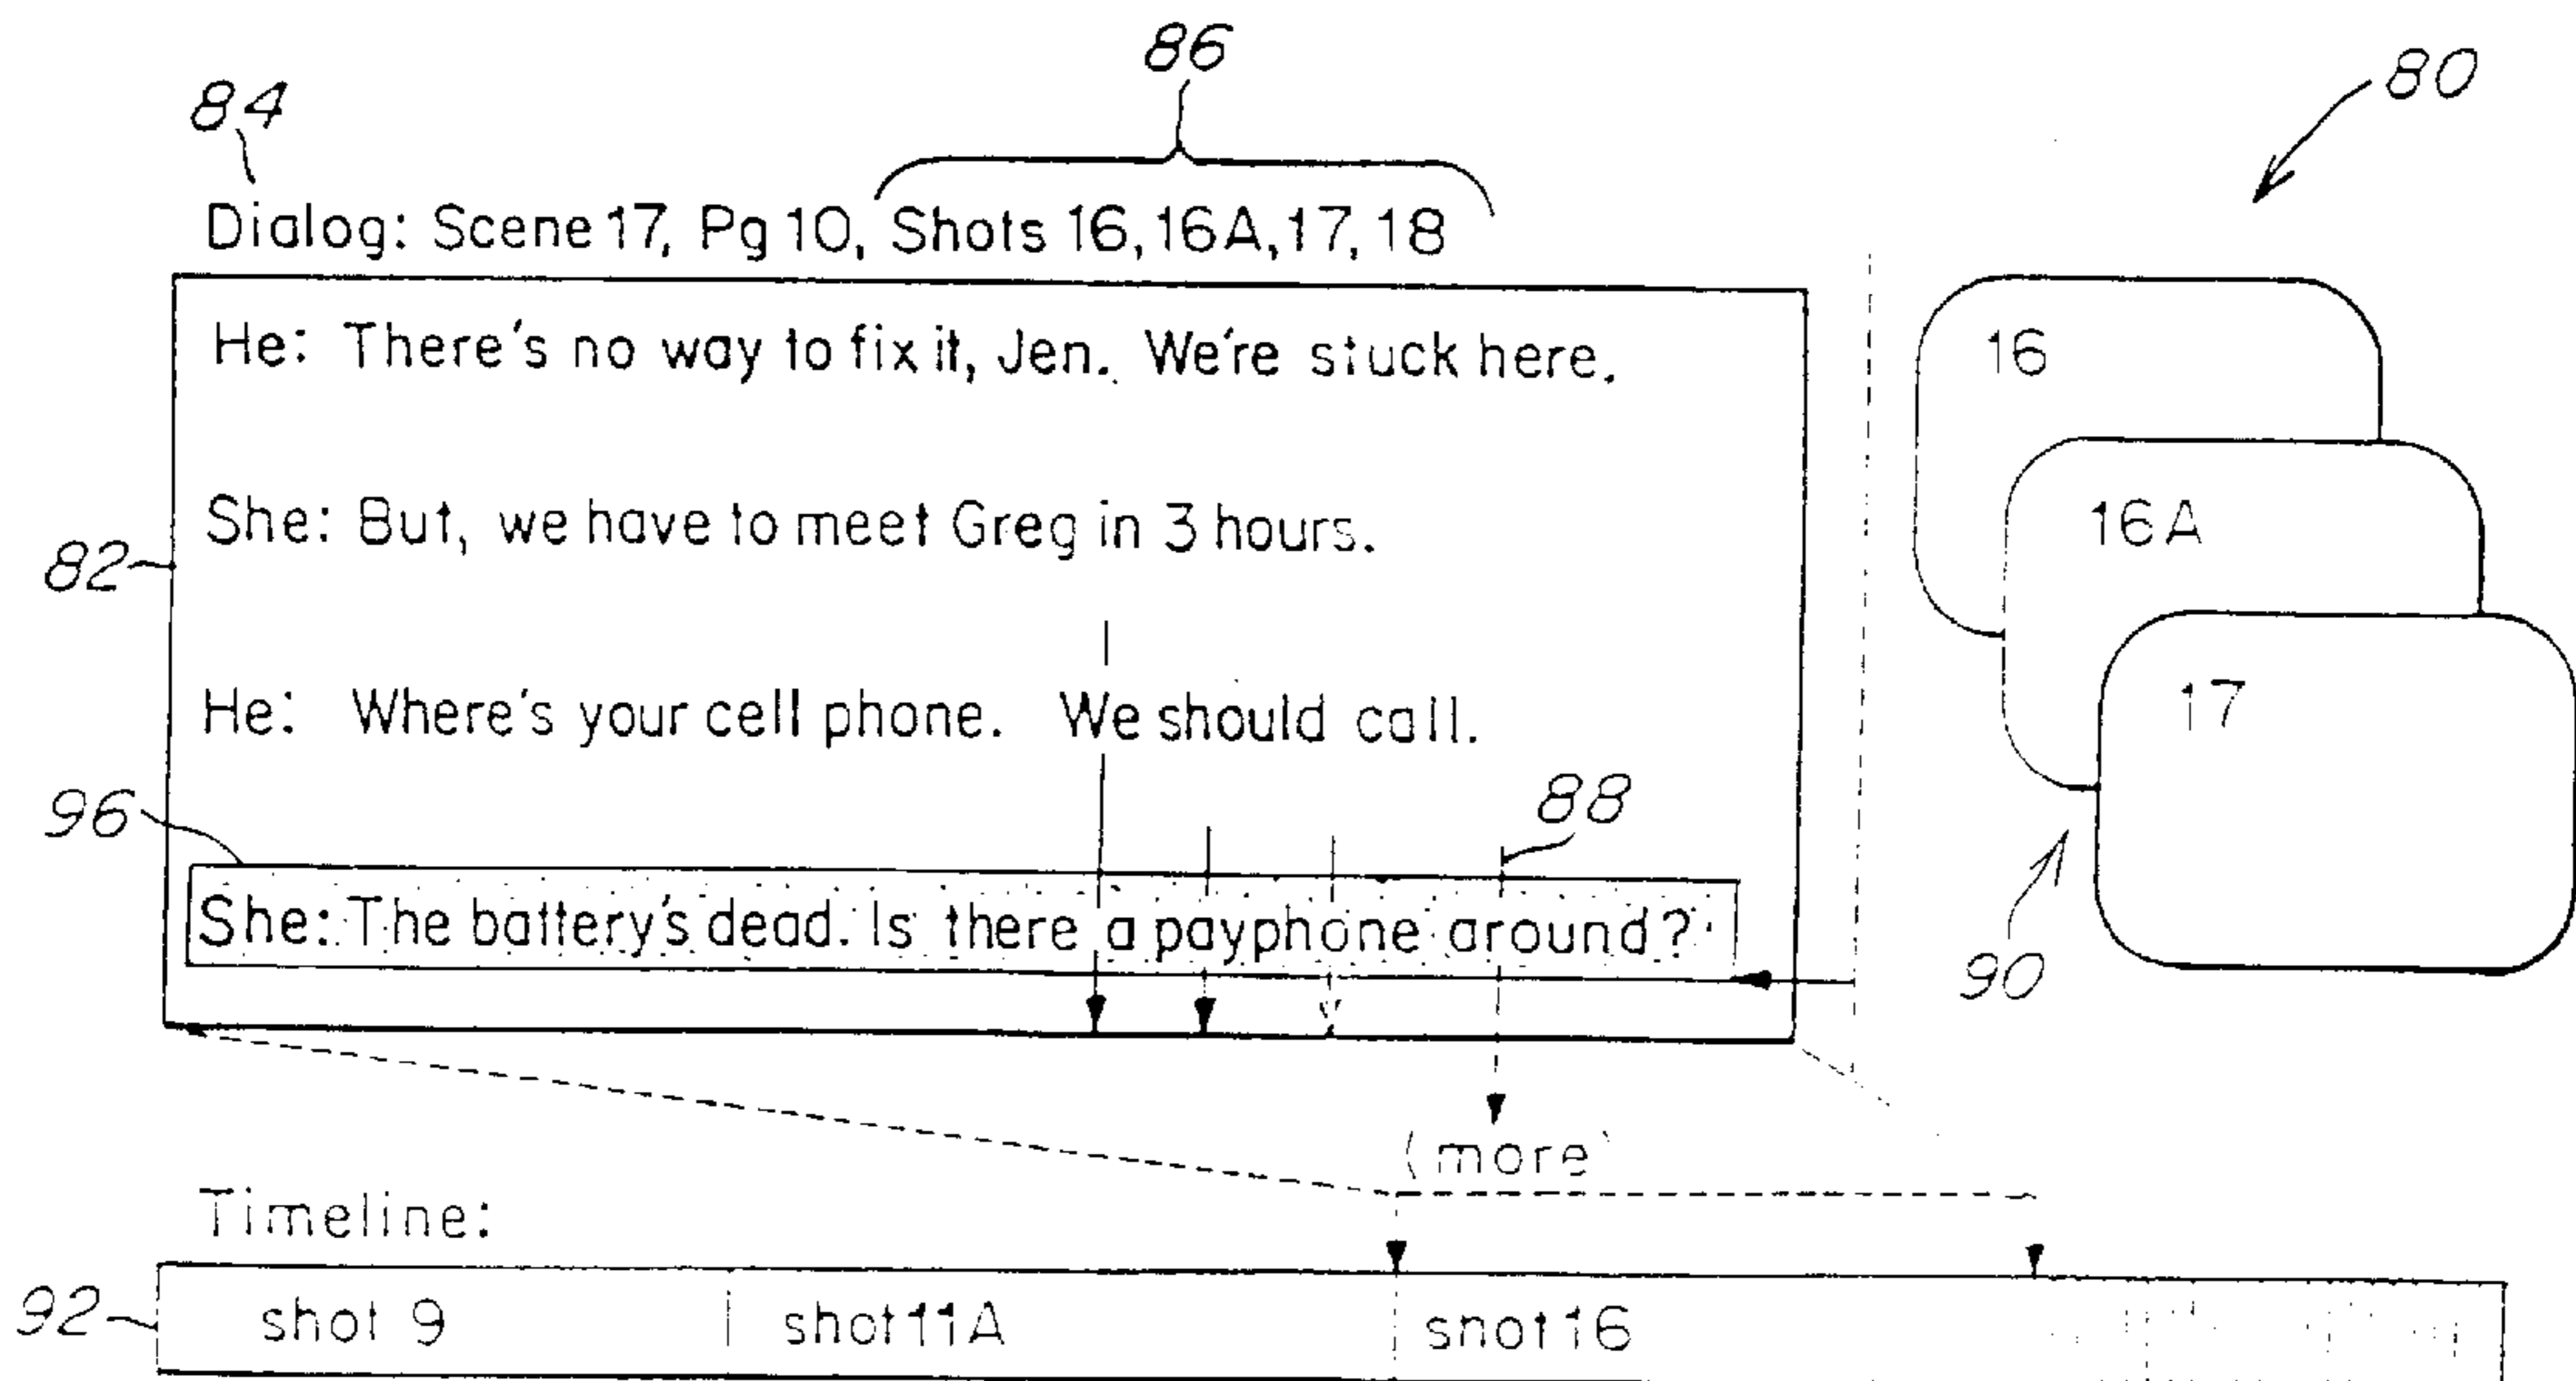 86
80
84
Dialog: Scene 17, Pg 10, Shots 16, 16A, 17, 18
He: There's no way to fix it, Jen. We're stuck here.
16
She: But, we have to meet Greg in 3 hours.
16A
82
He: Where's your cell phone. We should call.
17
88
96
She: The battery's dead. Is there a payphone around?
90
(more)
Timeline:
92
shot 9
shot 11A
shot 16